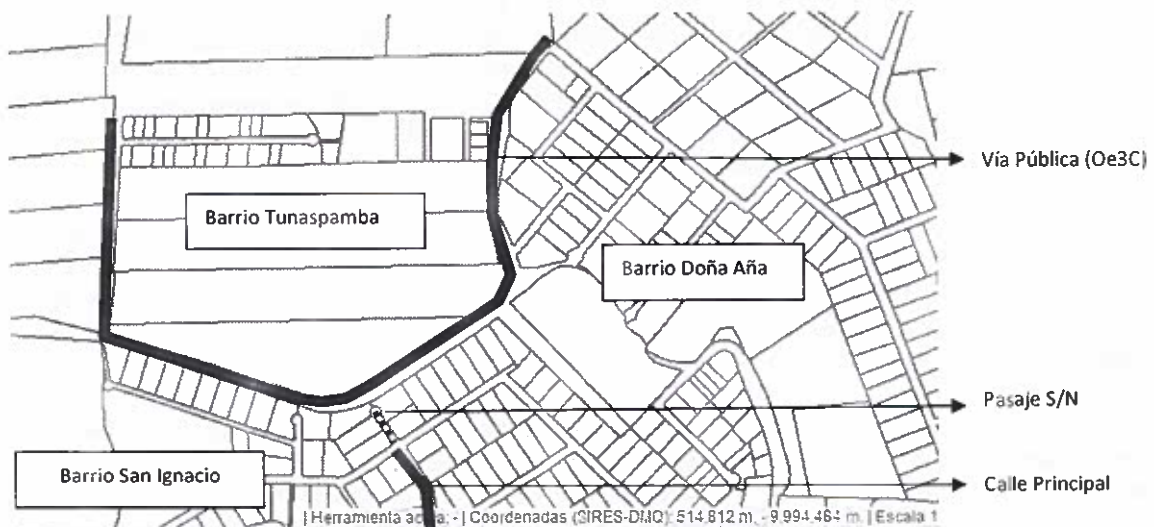 Vía Pública (Oe3C)
Barrio Tunaspamba
Barrio Doña Aña
Pasaje S/N
Barrio San Ignacio
Calle Principal
| Herramienta activa: - | Coordenadas (SIRES-DMQ): 514.812 m, -9.994.464 m. | Escala 1